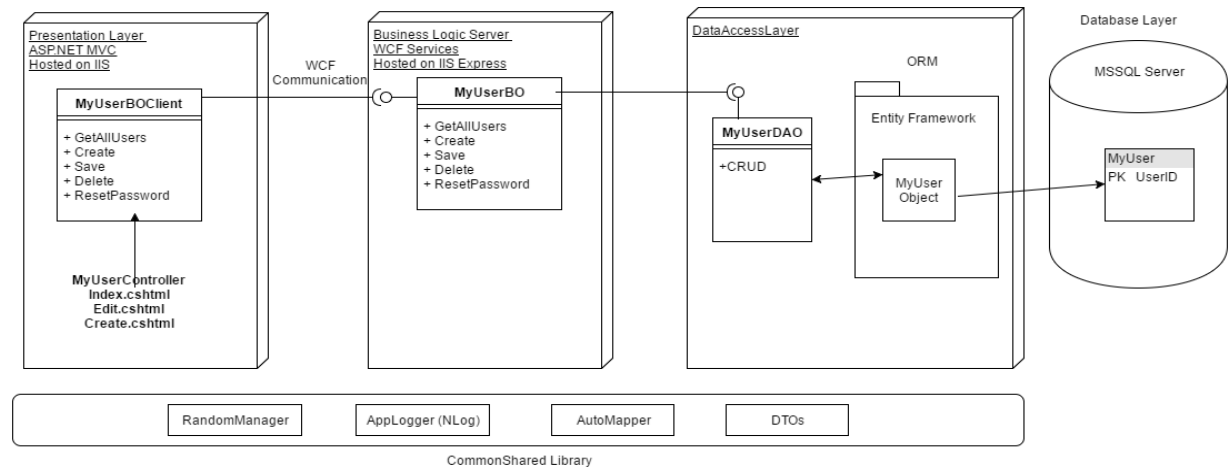 Presentation Layer
ASP.NET MVC
Hosted on IIS
MyUserBOClient
+ GetAllUsers
+ Create
+ Save
+ Delete
+ ResetPassword
MyUserController
Index.cshtml
Edit.cshtml
Create.cshtml
WCF
Communication
Business Logic Server
WCF Services
Hosted on IIS Express
MyUserBO
+ GetAllUsers
+ Create
+ Save
+ Delete
+ ResetPassword
DataAccessLayer
MyUserDAO
+CRUD
ORM
Entity Framework
MyUser
Object
Database Layer
MSSQL Server
MyUser
PK UserID
RandomManager
AppLogger (NLog)
AutoMapper
DTOs
CommonShared Library